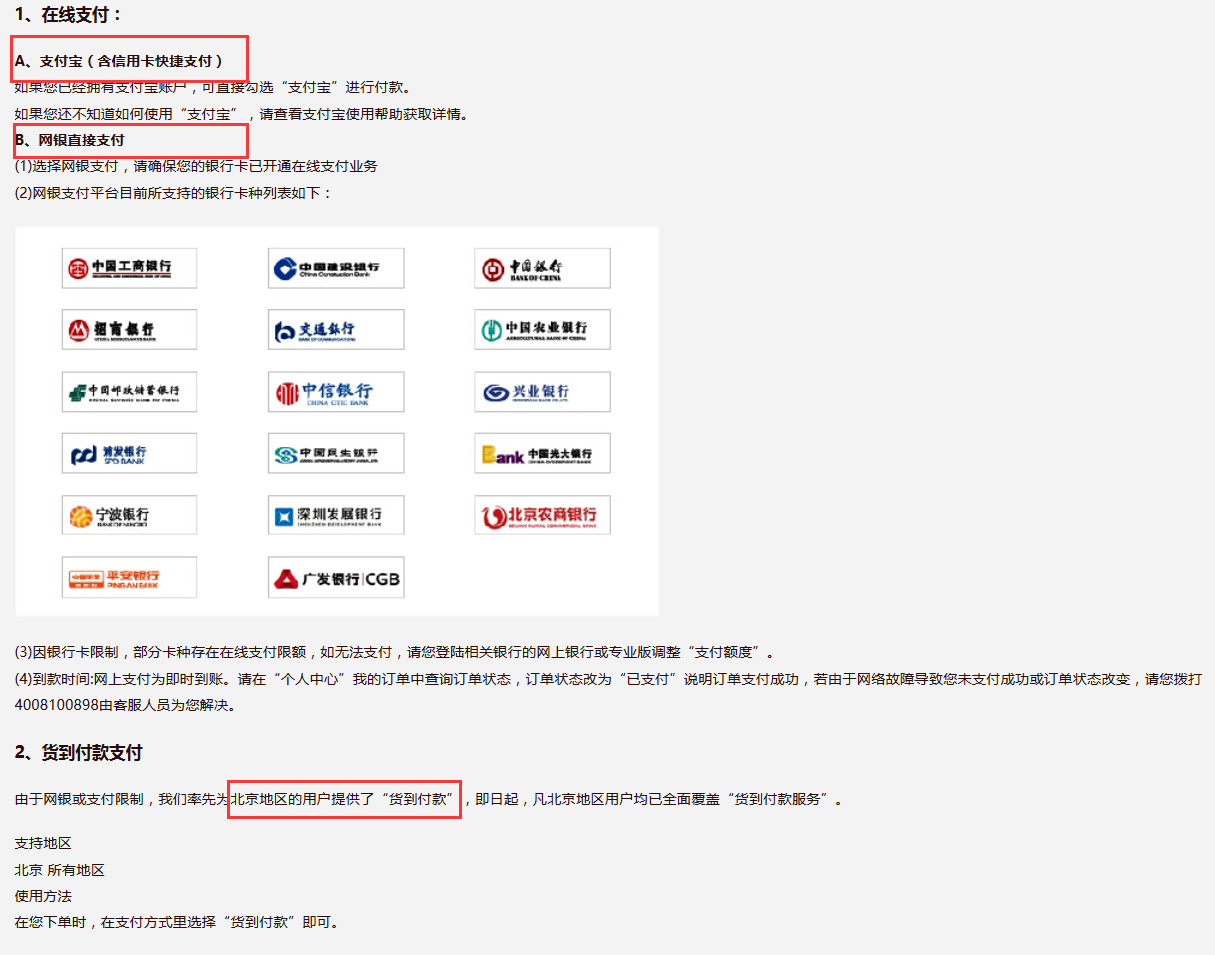 1、在线支付：
A、支付宝（含信用卡快捷支付）
如果您已经拥有支付宝账户，可直接勾选“支付宝”进行付款。
如果您还不知道如何使用“支付宝”，请查看支付宝使用帮助获取详情。
B、网银直接支付
(1)选择网银支付，请确保您的银行卡已开通在线支付业务
(2)网银支付平台目前所支持的银行卡种列表如下：
中国工商银行
中国建设银行
China Construction Bank
中国银行
BANK OF CHINA
招商银行
CHINA MERCHANTS BANK
交通银行
BANK OF COMMUNICATIONS
中国农业银行
AGRICULTURAL BANK OF CHINA
中国邮政储蓄银行
POSTAL SAVINGS BANK OF CHINA
中信银行
CHINA CITIC BANK
兴业银行
INDUSTRIAL BANK CO.,LTD.
浦发银行
SPD BANK
中国民生银行
Bank
中国光大银行
CHINA EVERBRIGHT BANK
宁波银行
BANK OF NINGBO
深圳发展银行
SHENZHEN DEVELOPMENT BANK
北京农商银行
BEIJING RURAL COMMERCIAL BANK
平安银行
PING AN BANK
广发银行|CGB
(3)因银行卡限制，部分卡种存在在线支付限额，如无法支付，请您登陆相关银行的网上银行或专业版调整“支付额度”。
(4)到款时间:网上支付为即时到账。请在“个人中心”我的订单中查询订单状态，订单状态改为“已支付”说明订单支付成功，若由于网络故障导致您未支付成功或订单状态改变，请您拨打
4008100898由客服人员为您解决。
2、货到付款支付
由于网银或支付限制，我们率先为北京地区的用户提供了“货到付款”，即日起，凡北京地区用户均已全面覆盖“货到付款服务”。
支持地区
北京 所有地区
使用方法
在您下单时，在支付方式里选择“货到付款”即可。